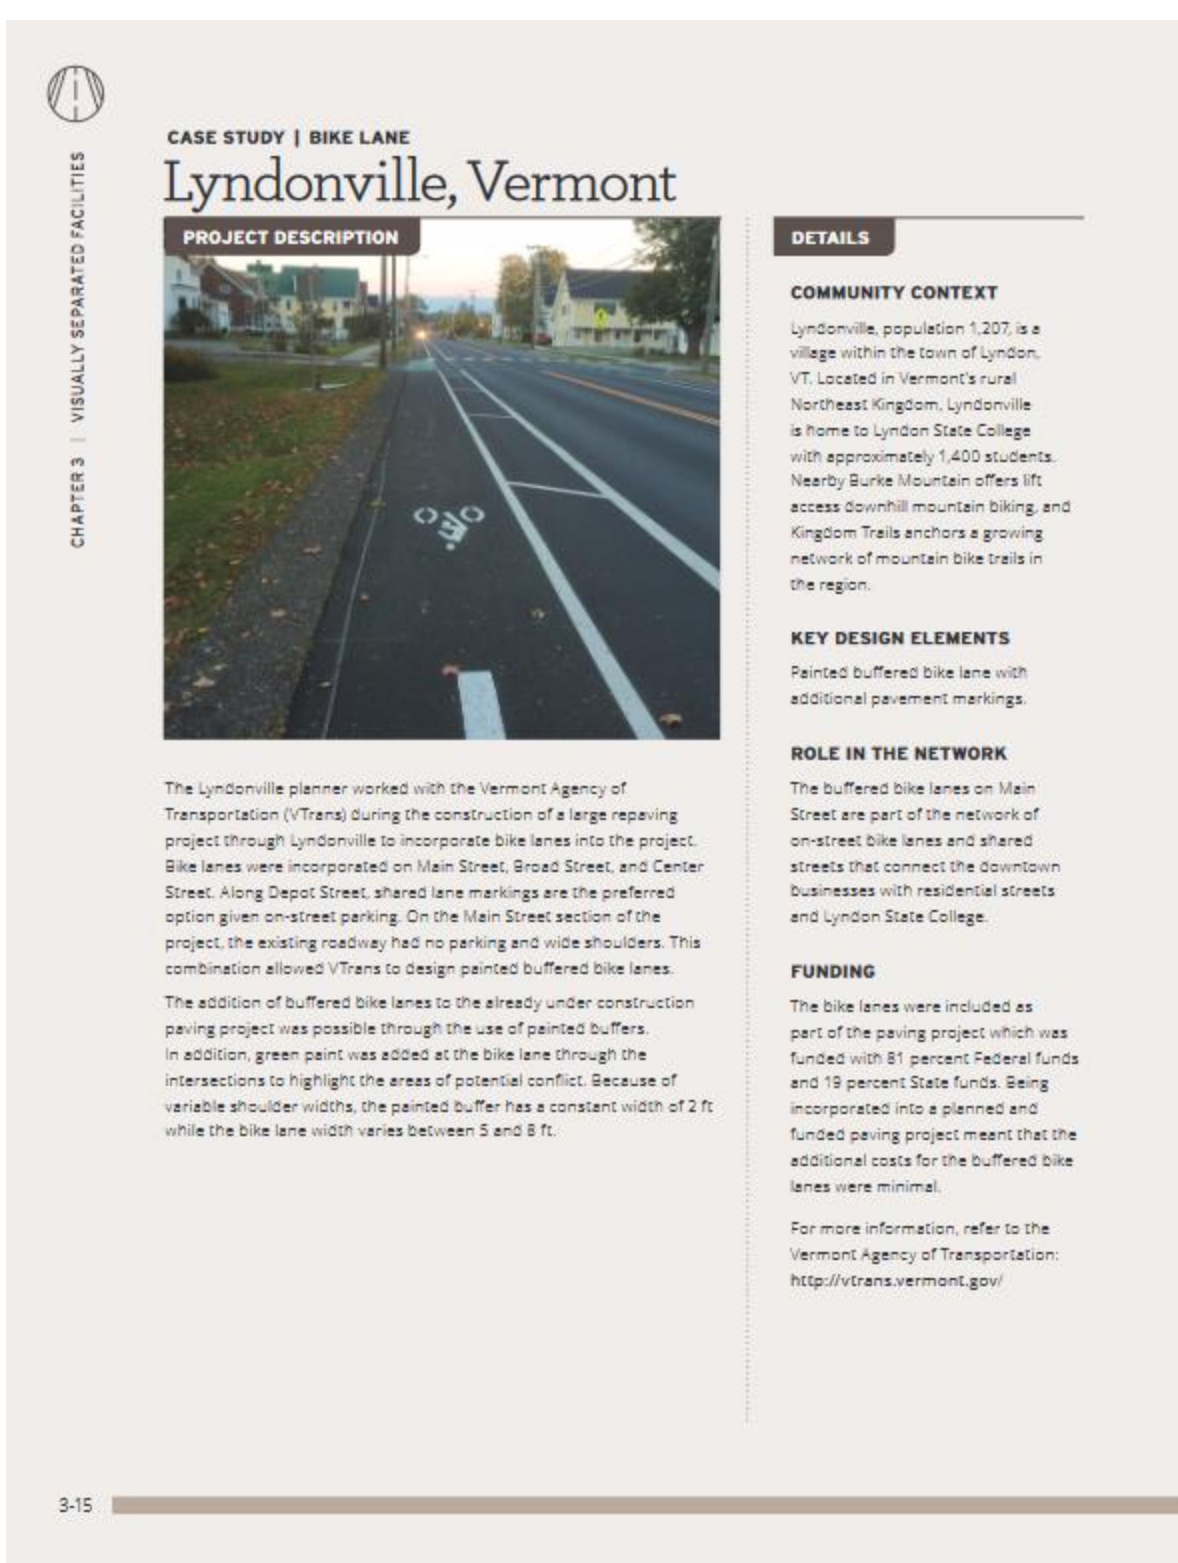 CASE STUDY | BIKE LANE
Lyndonville, Vermont
PROJECT DESCRIPTION
The Lyndonville planner worked with the Vermont Agency of
Transportation (VTrans) during the construction of a large repaving
project through Lyndonville to incorporate bike lanes into the project.
Bike lanes were incorporated on Main Street, Broad Street, and Center
Street. Along Depot Street, shared lane markings are the preferred
option given on-street parking. On the Main Street section of the
project, the existing roadway had no parking and wide shoulders. This
combination allowed VTrans to design painted buffered bike lanes.
The addition of buffered bike lanes to the already under construction
paving project was possible through the use of painted buffers.
In addition, green paint was added at the bike lane through the
intersections to highlight the areas of potential conflict. Because of
variable shoulder widths, the painted buffer has a constant width of 2 ft
while the bike lane width varies between 5 and 8 ft.
DETAILS
COMMUNITY CONTEXT
Lyndonville, population 1,207, is a
village within the town of Lyndon,
VT. Located in Vermont's rural
Northeast Kingdom, Lyndonville
is home to Lyndon State College
with approximately 1,400 students.
Nearby Burke Mountain offers lift
access downhill mountain biking, and
Kingdom Trails anchors a growing
network of mountain bike trails in
the region.
KEY DESIGN ELEMENTS
Painted buffered bike lane with
additional pavement markings.
ROLE IN THE NETWORK
The buffered bike lanes on Main
Street are part of the network of
on-street bike lanes and shared
streets that connect the downtown
businesses with residential streets
and Lyndon State College.
FUNDING
The bike lanes were included as
part of the paving project which was
funded with 81 percent Federal funds
and 19 percent State funds. Being
incorporated into a planned and
funded paving project meant that the
additional costs for the buffered bike
lanes were minimal.
For more information, refer to the
Vermont Agency of Transportation:
http://vtrans.vermont.gov/
CHAPTER 3 | VISUALLY SEPARATED FACILITIES
3-15